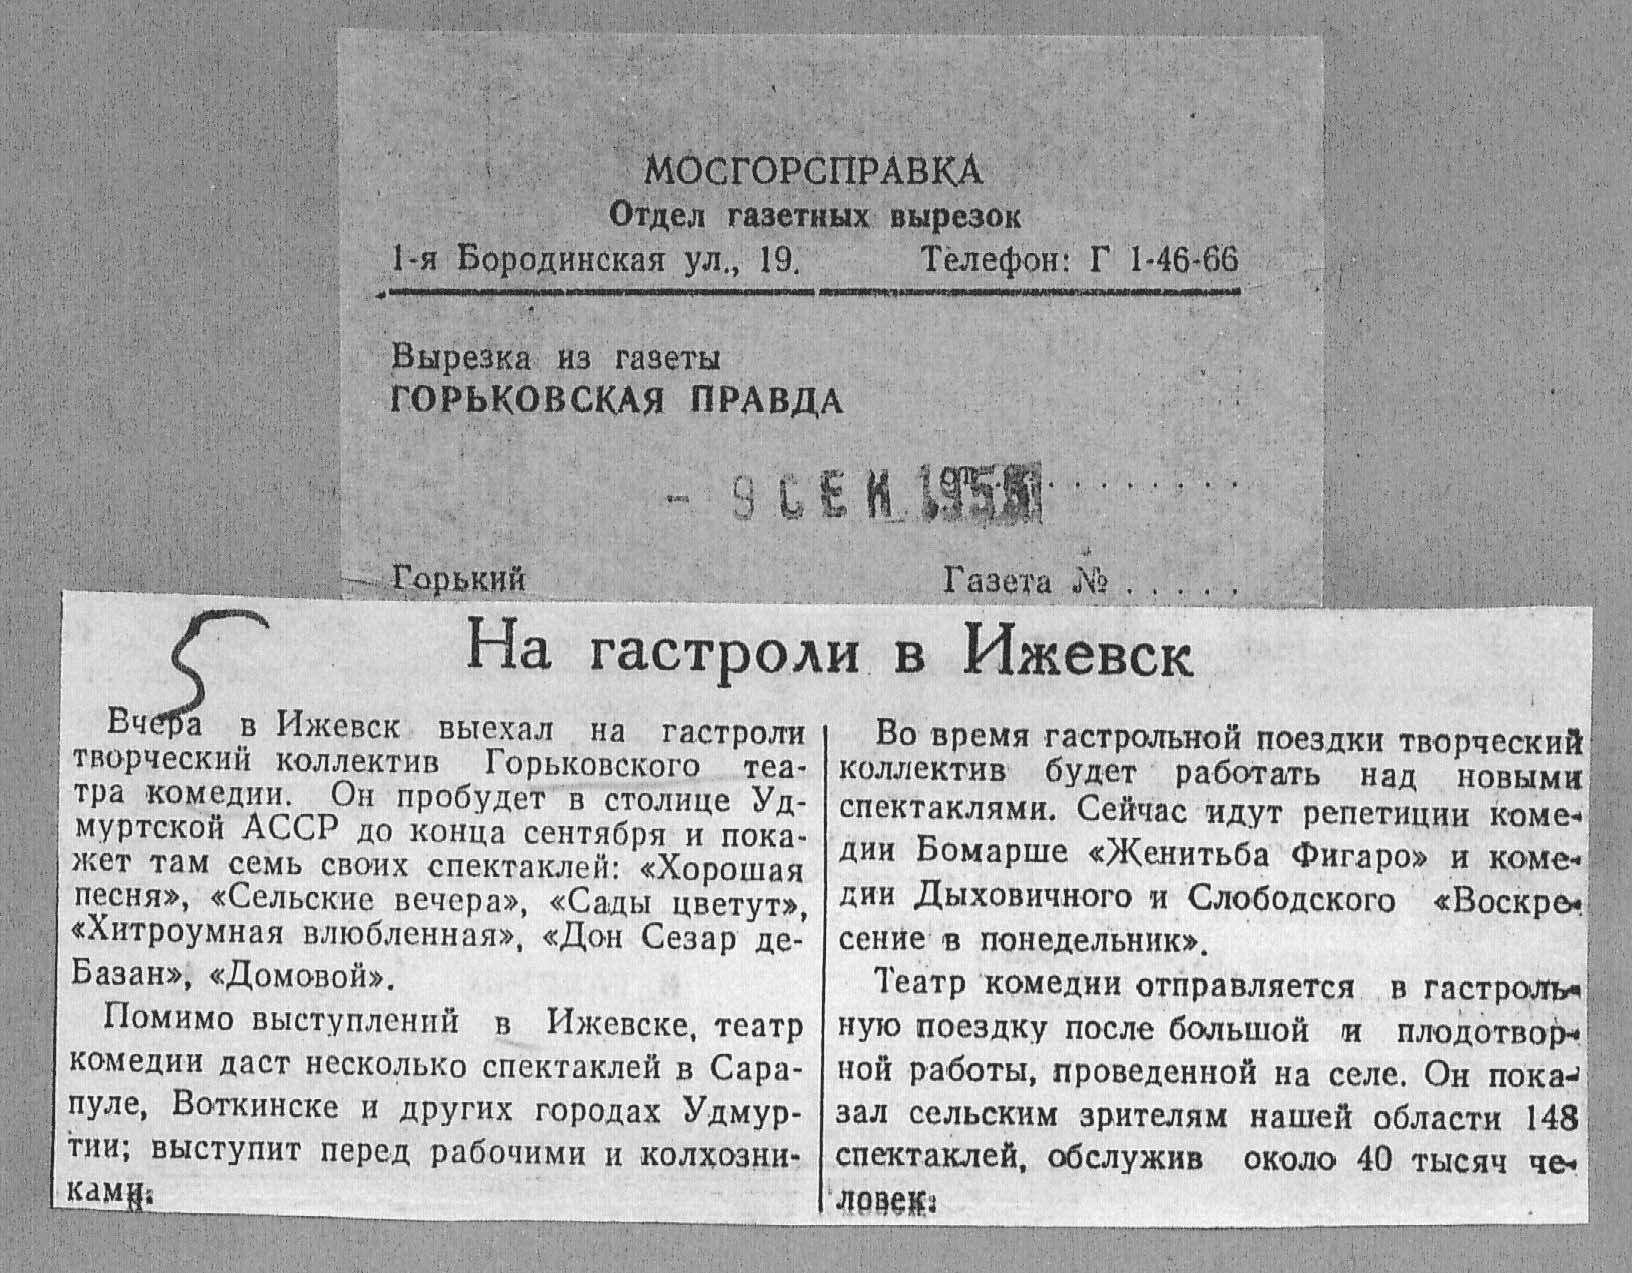 МОСГОРСПРАВКА
Отдел газетных вырезок
1-я Бородинская ул., 19. Телефон: Г 1-46-66
Вырезка из газеты
ГОРЬКОВСКАЯ ПРАВДА
- 9 СЕН
Горький Газета № . . . . .
5
На гастроли в Ижевск
Вчера в Ижевск выехал на гастроли
творческий коллектив Горьковского теа-
тра комедии. Он пробудет в столице Уд-
муртской АССР до конца сентября и пока-
жет там семь своих спектаклей: «Хорошая
песня», «Сельские вечера», «Сады цветут»,
«Хитроумная влюбленная», «Дон Сезар де-
Базан», «Домовой».
Помимо выступлений в Ижевске, театр
комедии даст несколько спектаклей в Сара-
пуле, Воткинске и других городах Удмур-
тии; выступит перед рабочими и колхозни-
ками.
Во время гастрольной поездки творческий
коллектив будет работать над новыми
спектаклями. Сейчас идут репетиции коме-
дии Бомарше «Женитьба Фигаро» и коме-
дии Дыховичного и Слободского «Воскре-
сение в понедельник».
Театр комедии отправляется в гастроль-
ную поездку после большой и плодотвор-
ной работы, проведенной на селе. Он пока-
зал сельским зрителям нашей области 148
спектаклей, обслужив около 40 тысяч че-
ловек.